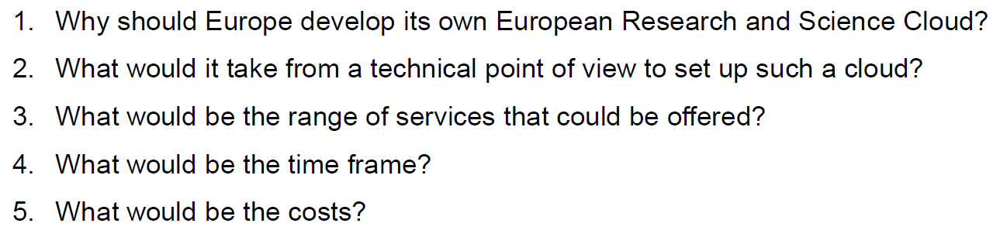 1. Why should Europe develop its own European Research and Science Cloud?
2. What would it take from a technical point of view to set up such a cloud?
3. What would be the range of services that could be offered?
4. What would be the time frame?
5. What would be the costs?